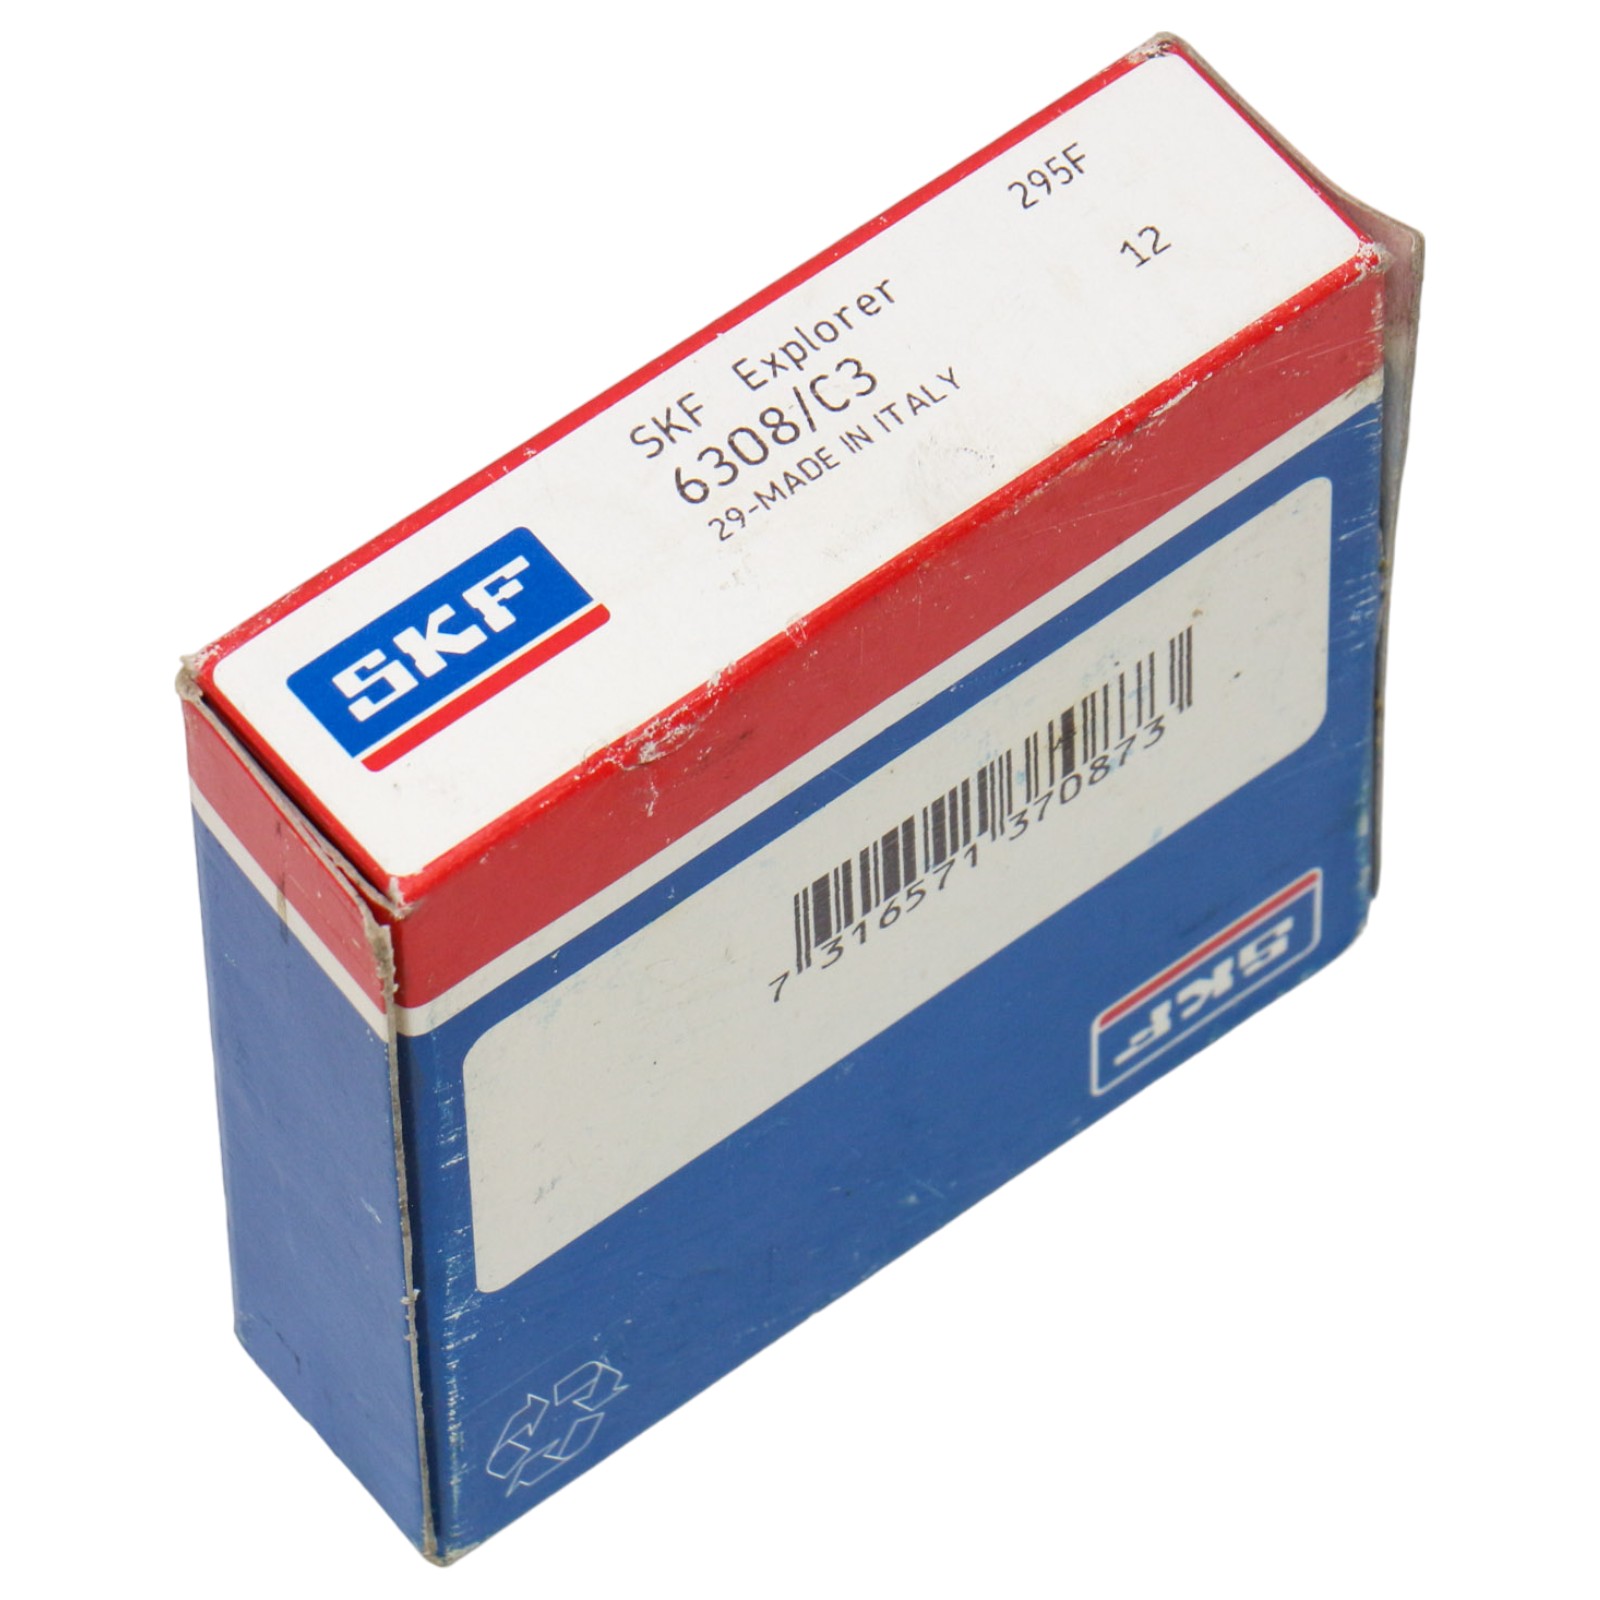 SKF
SKF Explorer
6308/C3
29-MADE IN ITALY
295F
12
7 316571 370873
SKF